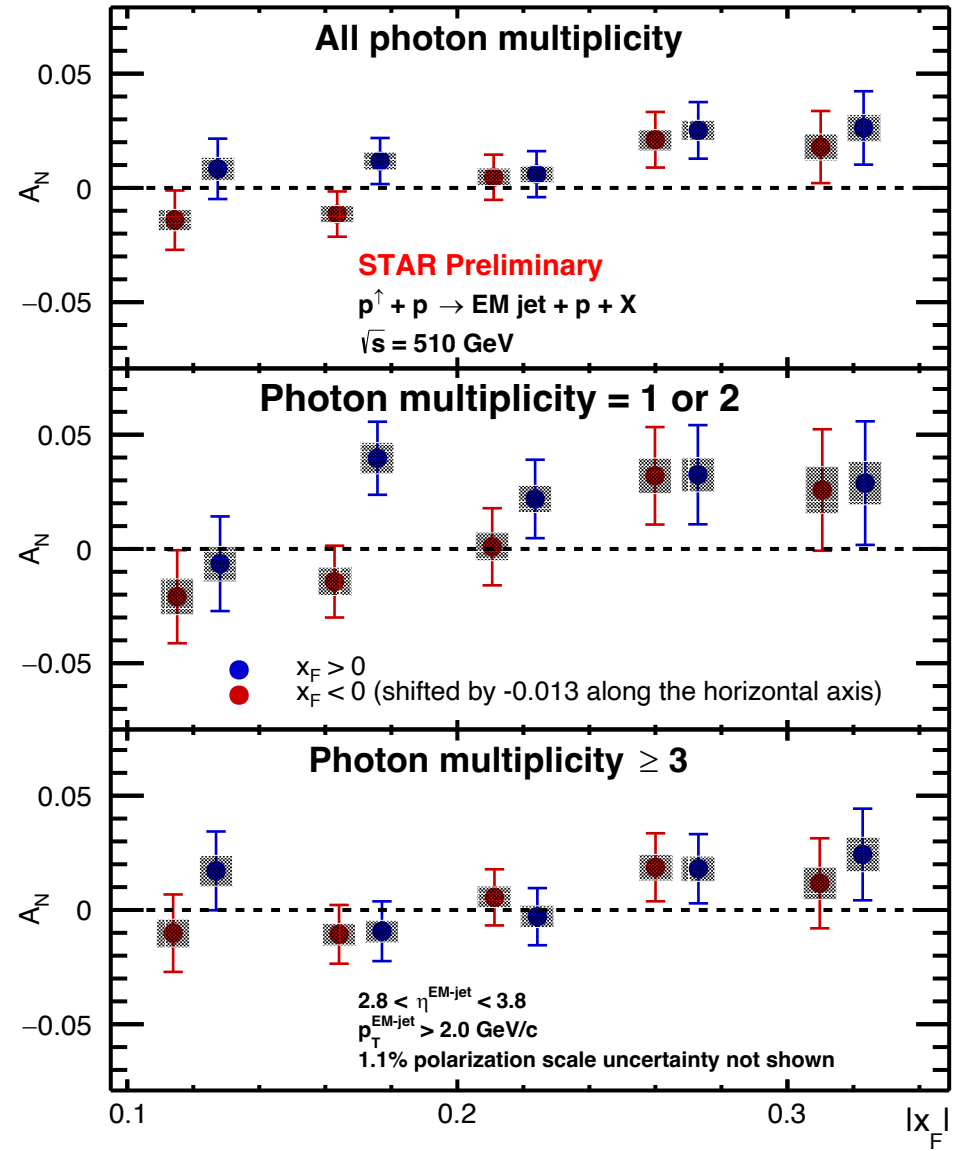 All photon multiplicity
0.05
A_N
0
−0.05
STAR Preliminary
p^↑ + p → EM jet + p + X
√s = 510 GeV
Photon multiplicity = 1 or 2
0.05
A_N
0
−0.05
x_F > 0
x_F < 0 (shifted by -0.013 along the horizontal axis)
Photon multiplicity ≥ 3
0.05
A_N
0
−0.05
2.8 < η^EM-jet < 3.8
p_T^EM-jet > 2.0 GeV/c
1.1% polarization scale uncertainty not shown
0.1 0.2 0.3 |x_F|